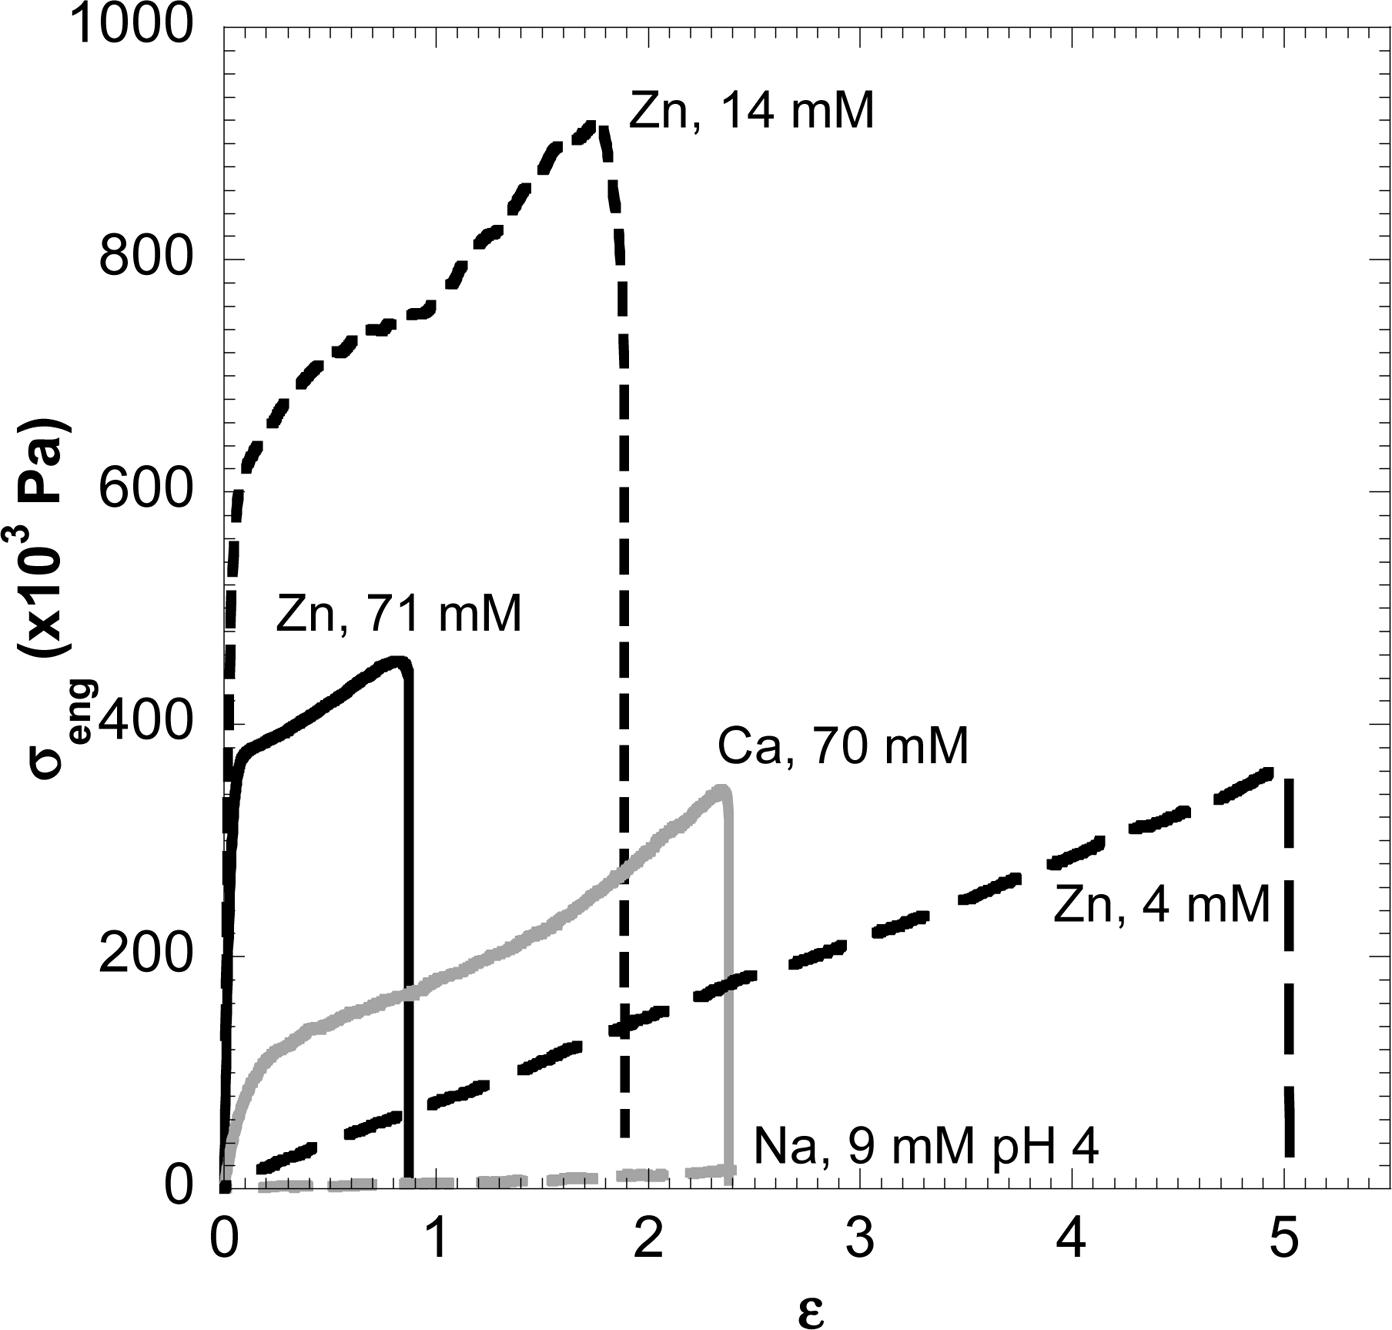 1000
Zn, 14 mM
800
600
Zn, 71 mM
400
Ca, 70 mM
Zn, 4 mM
200
Na, 9 mM pH 4
0
0 1 2 3 4 5
ε
σeng (x10³ Pa)